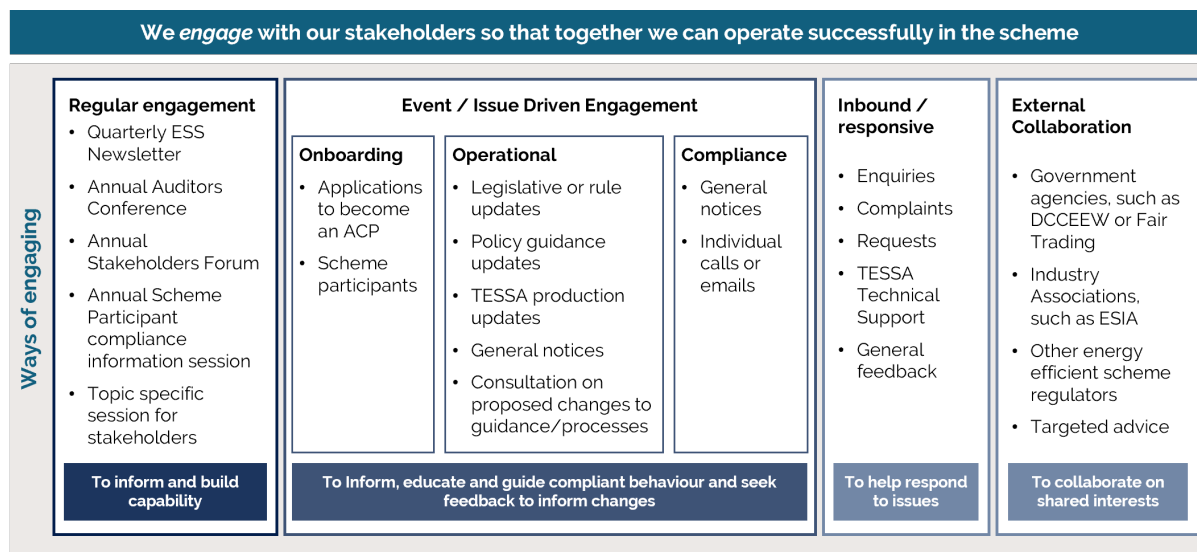 We engage with our stakeholders so that together we can operate successfully in the scheme
Ways of engaging
Regular engagement
• Quarterly ESS
Newsletter
• Annual Auditors
Conference
• Annual
Stakeholders Forum
• Annual Scheme
Participant
compliance
information session
• Topic specific
session for
stakeholders
To inform and build
capability
Event / Issue Driven Engagement
Onboarding
• Applications
to become
an ACP
• Scheme
participants
Operational
• Legislative or rule
updates
• Policy guidance
updates
• TESSA production
updates
• General notices
• Consultation on
proposed changes to
guidance/processes
Compliance
• General
notices
• Individual
calls or
emails
To Inform, educate and guide compliant behaviour and seek
feedback to inform changes
Inbound /
responsive
• Enquiries
• Complaints
• Requests
• TESSA
Technical
Support
• General
feedback
To help respond
to issues
External
Collaboration
• Government
agencies, such as
DCCEEW or Fair
Trading
• Industry
Associations,
such as ESIA
• Other energy
efficient scheme
regulators
• Targeted advice
To collaborate on
shared interests